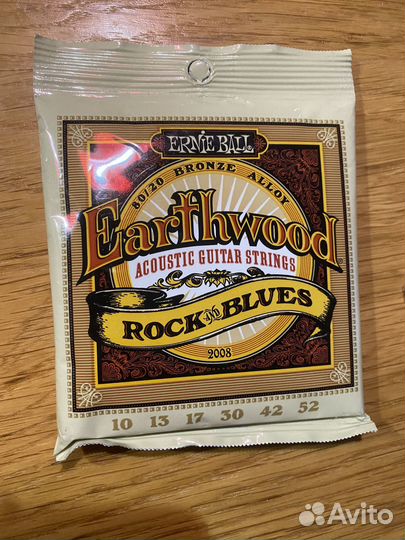 ERNIE BALL
80/20 BRONZE ALLOY
Earthwood
ACOUSTIC GUITAR STRINGS
ROCK AND BLUES
2008
10 13 17 30 42 52
Avito